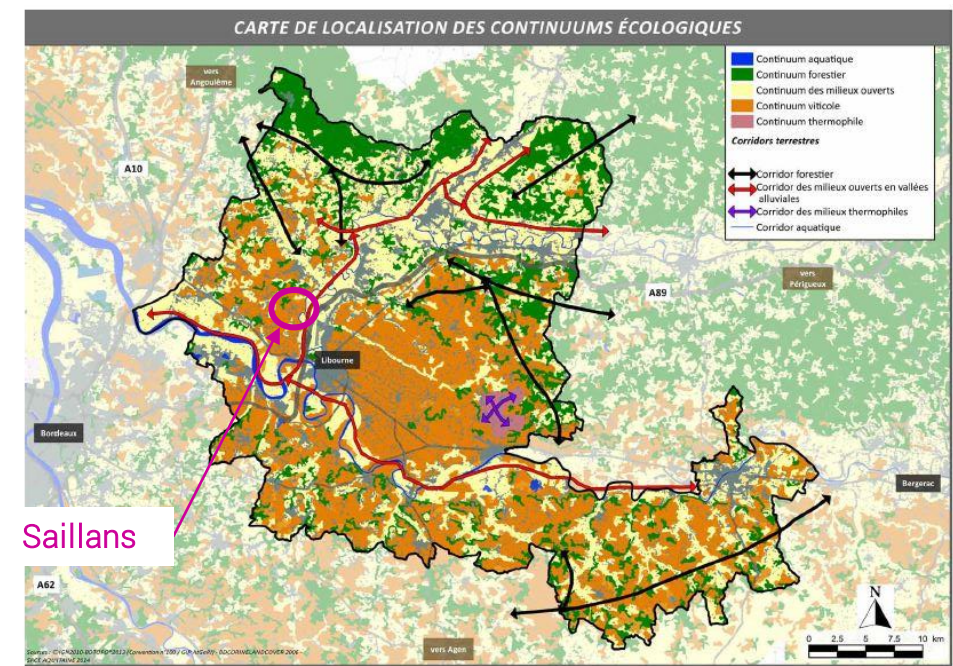 CARTE DE LOCALISATION DES CONTINUUMS ÉCOLOGIQUES
vers
Angoulême
Continuum aquatique
Continuum forestier
Continuum des milieux ouverts
Continuum viticole
Continuum thermophile
Corridors terrestres
Corridor forestier
Corridor des milieux ouverts en vallées
alluviales
Corridor des milieux thermophiles
Corridor aquatique
A10
vers
Périgueux
A89
Libourne
Bordeaux
Bergerac
Saillans
A62
N
0 2.5 5 7.5 10 km
vers Agen